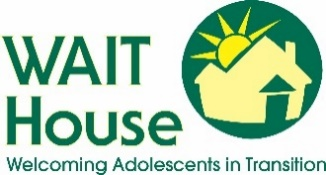 WAIT
House
Welcoming Adolescents in Transition